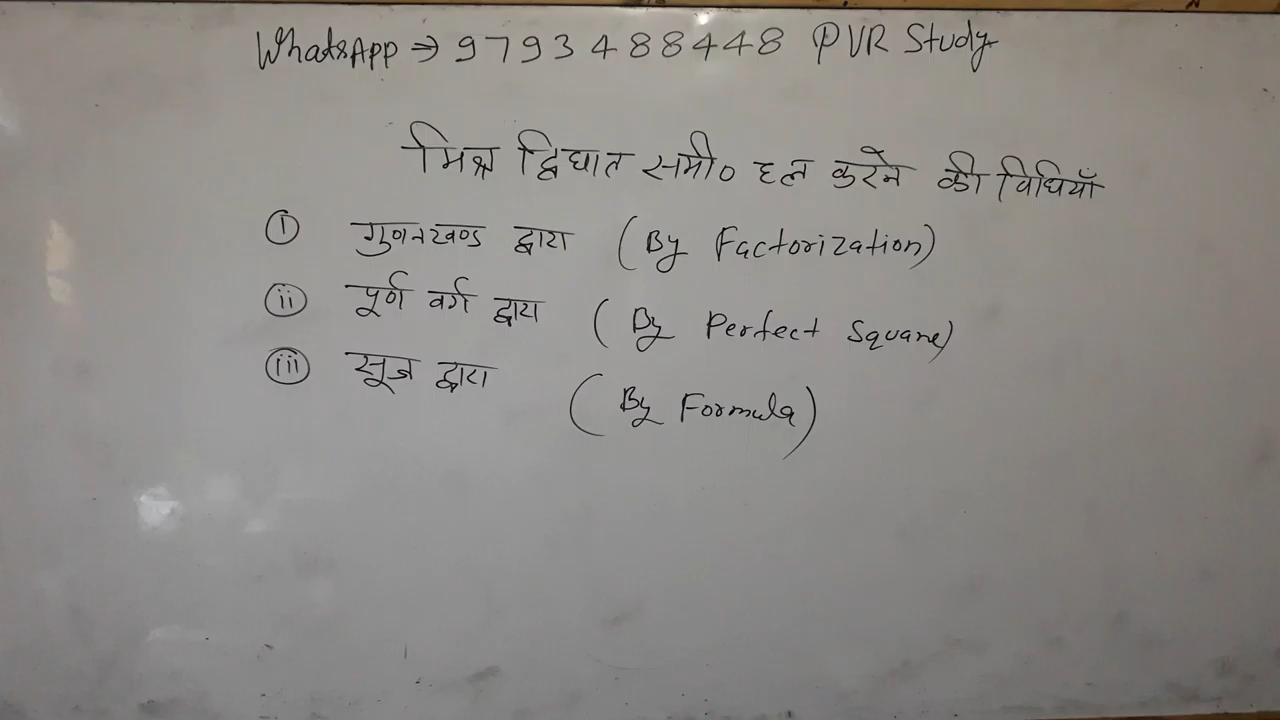 WhatsApp ⇒ 9793488448 PVR Study
मिश्र द्विघात समी० हल करने की विधियाँ
(i) गुणनखण्ड द्वारा (By Factorization)
(ii) पूर्ण वर्ग द्वारा (By Perfect Square)
(iii) सूत्र द्वारा (By Formula)